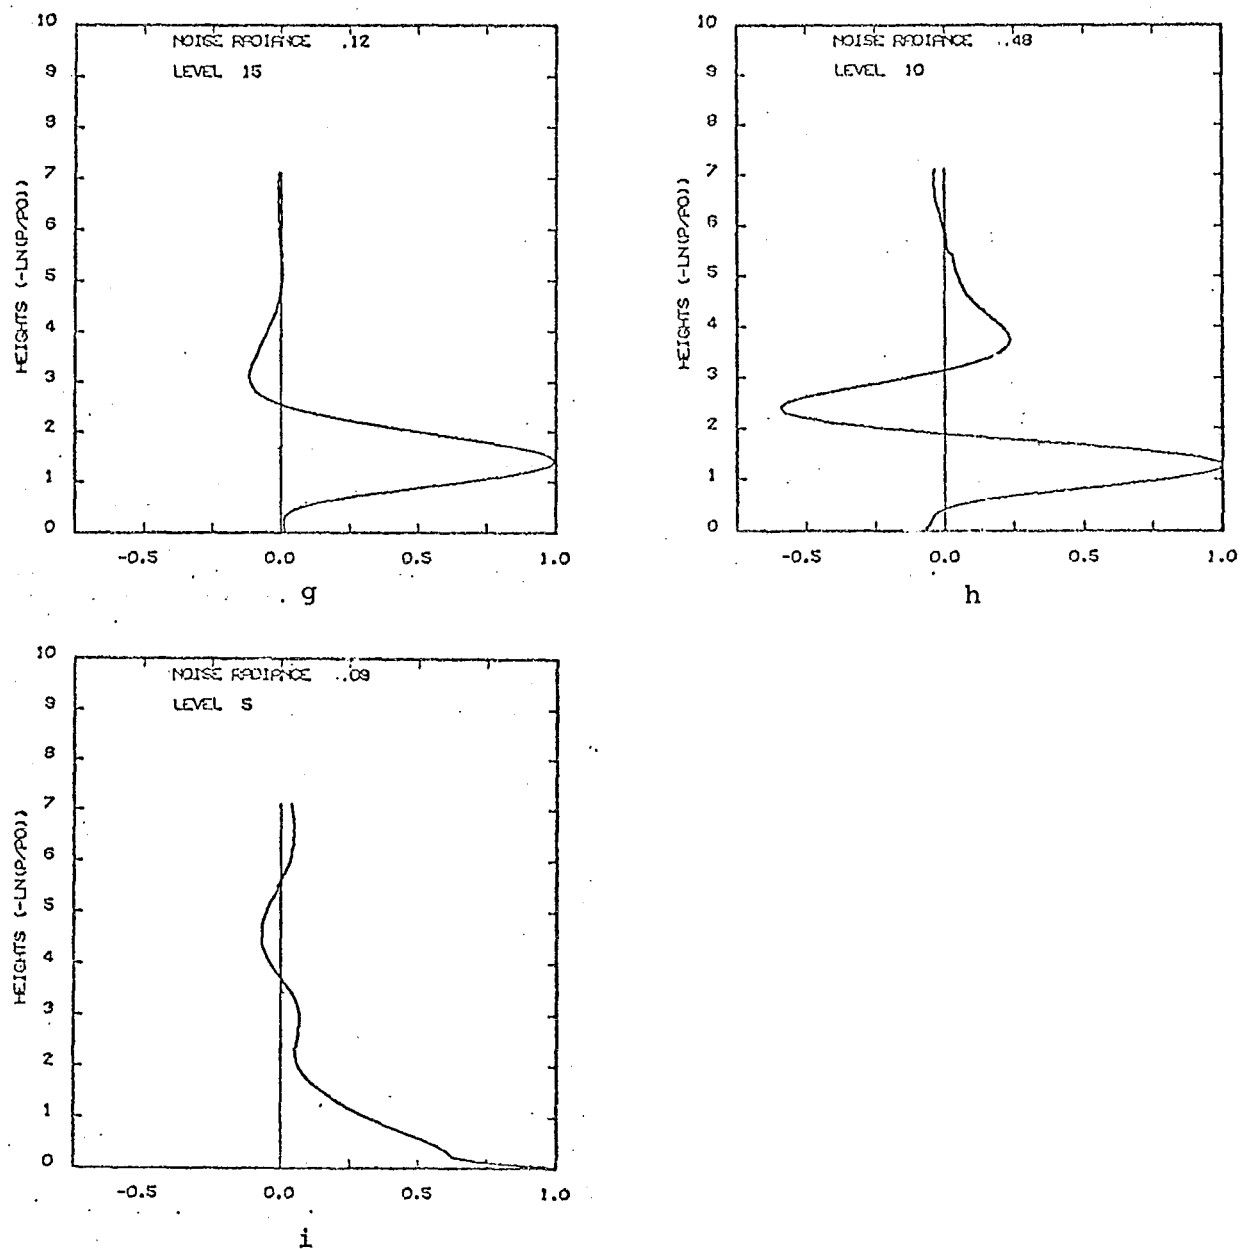 10
NOISE RADIANCE .12
9
LEVEL 15
8
7
6
5
4
3
2
1
0
HEIGHTS (-LN(P/PO))
-0.5 0.0 0.5 1.0
g
10
NOISE RADIANCE .48
9
LEVEL 10
8
7
6
5
4
3
2
1
0
HEIGHTS (-LN(P/PO))
-0.5 0.0 0.5 1.0
h
10
NOISE RADIANCE .09
9
LEVEL 5
8
7
6
5
4
3
2
1
0
HEIGHTS (-LN(P/PO))
-0.5 0.0 0.5 1.0
i